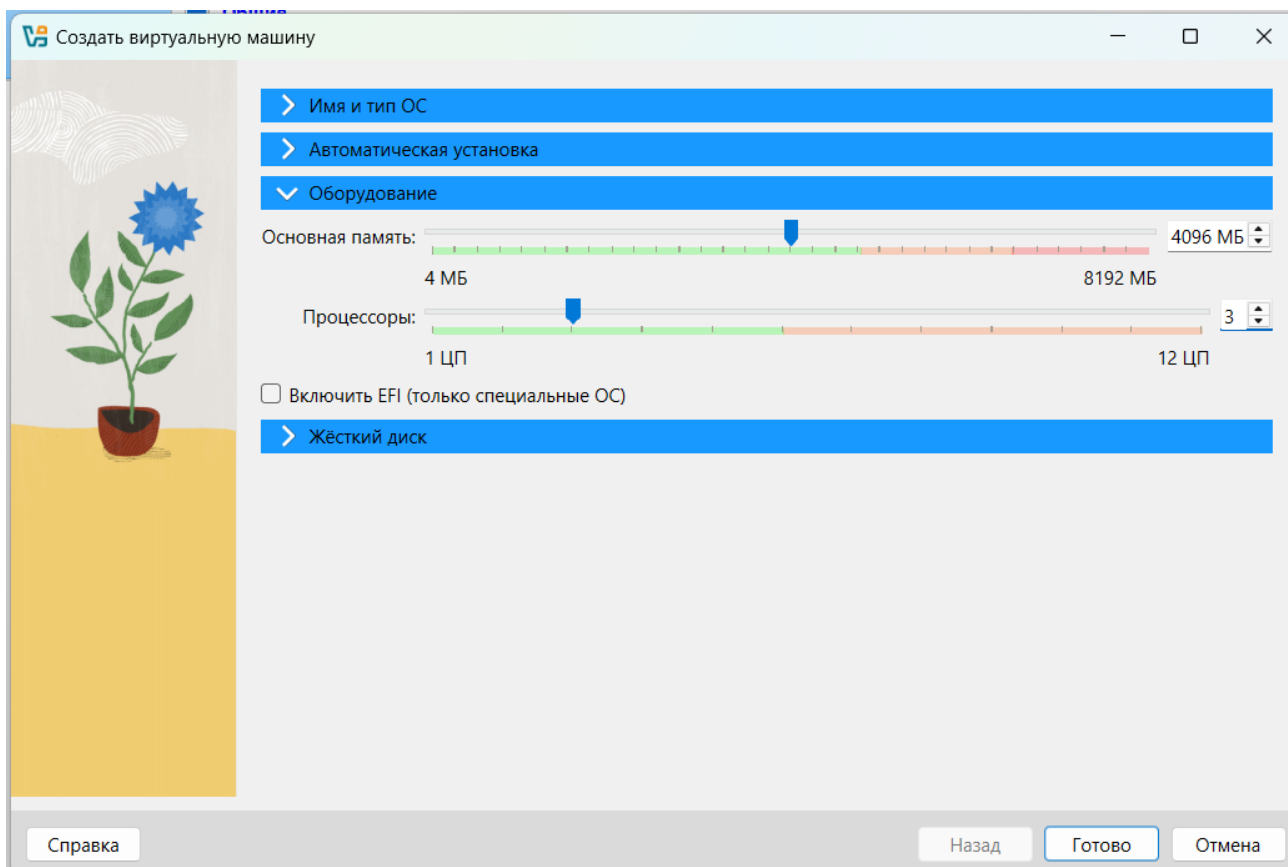 Общие
Создать виртуальную машину
Имя и тип ОС
Автоматическая установка
Оборудование
Основная память: 4096 МБ
4 МБ 8192 МБ
Процессоры: 3
1 ЦП 12 ЦП
Включить EFI (только специальные ОС)
Жёсткий диск
Справка Назад Готово Отмена